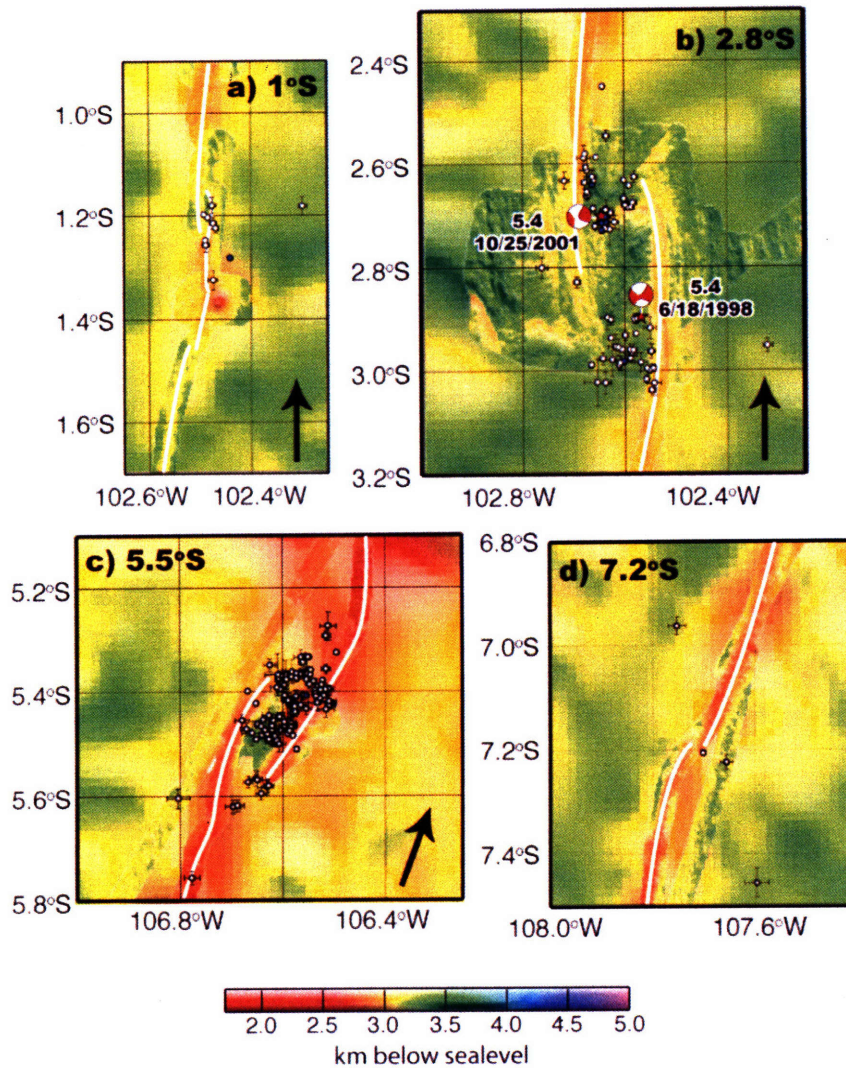 a) 1°S
1.0°S
1.2°S
1.4°S
1.6°S
102.6°W 102.4°W
b) 2.8°S
2.4°S
2.6°S
2.8°S
3.0°S
3.2°S
5.4
10/25/2001
5.4
6/18/1998
102.8°W 102.4°W
c) 5.5°S
5.2°S
5.4°S
5.6°S
5.8°S
106.8°W 106.4°W
d) 7.2°S
6.8°S
7.0°S
7.2°S
7.4°S
108.0°W 107.6°W
2.0 2.5 3.0 3.5 4.0 4.5 5.0
km below sealevel